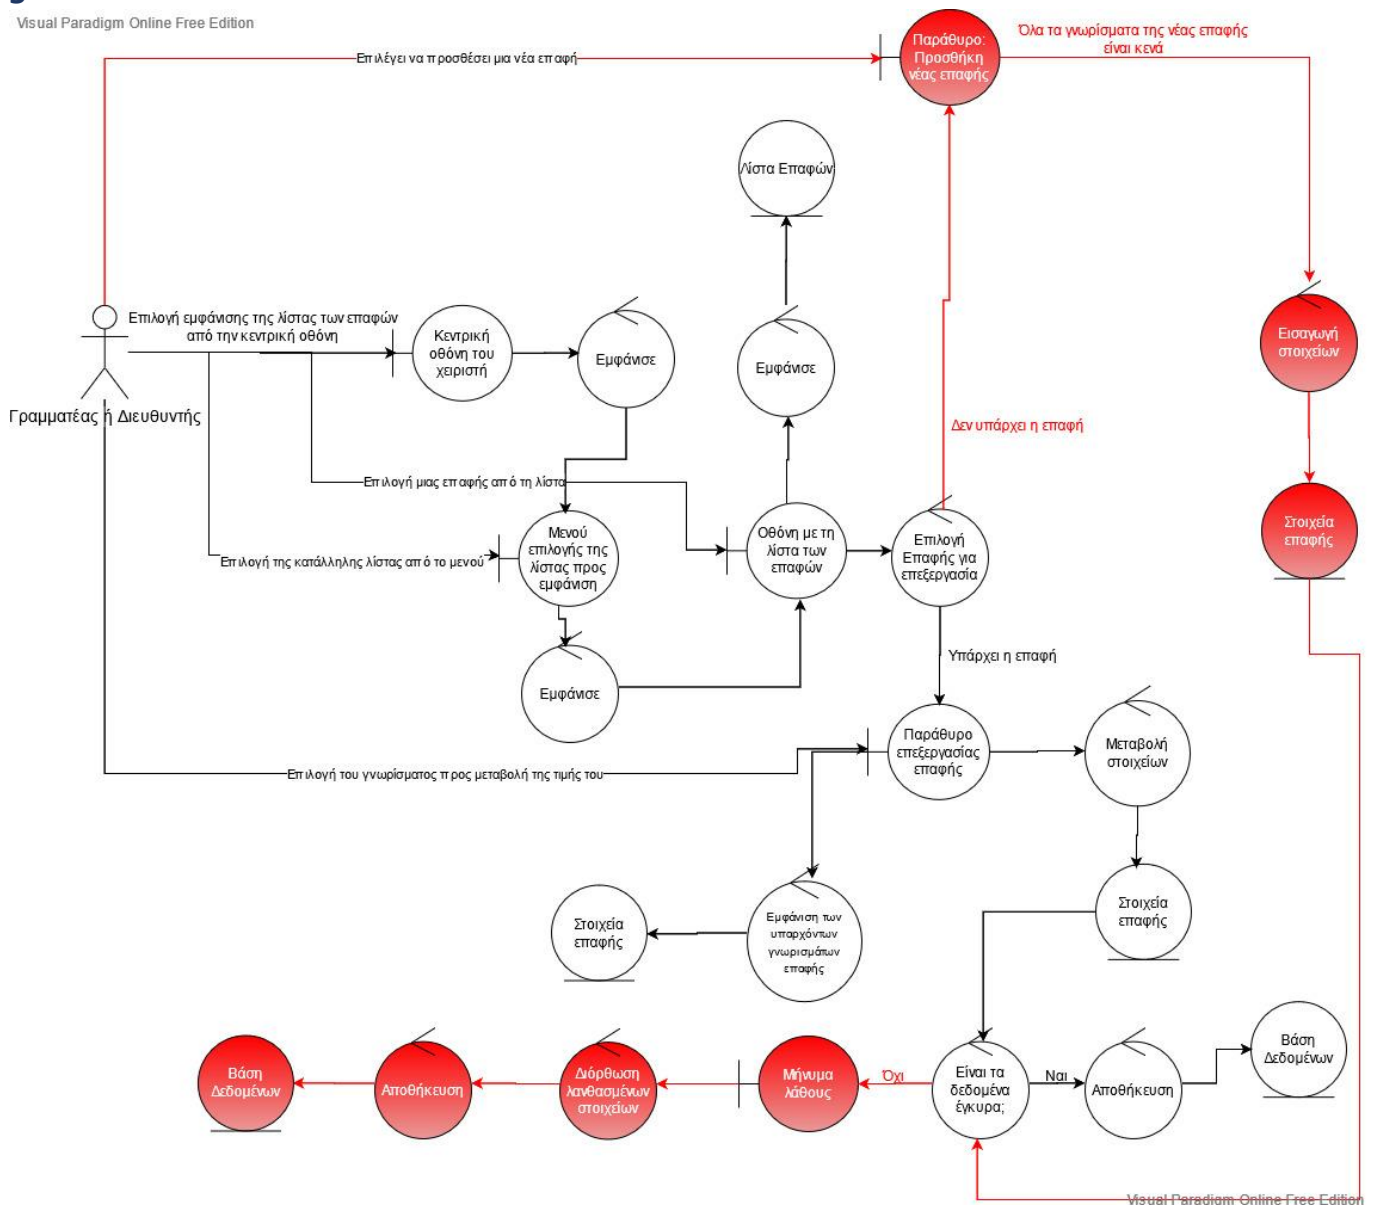 Visual Paradigm Online Free Edition
Παράθυρο:
Προσθήκη
νέας επαφής
Όλα τα γνωρίσματα της νέας επαφής
είναι κενά
Επιλέγει να προσθέσει μια νέα επαφή
Λίστα Επαφών
Επιλογή εμφάνισης της λίστας των επαφών
από την κεντρική οθόνη
Κεντρική
οθόνη του
χειριστή
Εμφάνισε
Εμφάνισε
Εισαγωγή
στοιχείων
Γραμματέας ή Διευθυντής
Δεν υπάρχει η επαφή
Επιλογή μιας επαφής από τη λίστα
Μενού
επιλογής της
λίστας προς
εμφάνιση
Οθόνη με τη
λίστα των
επαφών
Επιλογή
Επαφής για
επεξεργασία
Στοιχεία
επαφής
Επιλογή της κατάλληλης λίστας από το μενού
Υπάρχει η επαφή
Εμφάνισε
Παράθυρο
επεξεργασίας
επαφής
Μεταβολή
στοιχείων
Επιλογή του γνωρίσματος προς μεταβολή της τιμής του
Στοιχεία
επαφής
Εμφάνιση των
υπαρχόντων
γνωρισμάτων
επαφής
Στοιχεία
επαφής
Βάση
Δεδομένων
Αποθήκευση
Διόρθωση
λανθασμένων
στοιχείων
Μήνυμα
λάθους
Όχι
Είναι τα
δεδομένα
έγκυρα;
Ναι
Αποθήκευση
Βάση
Δεδομένων
Visual Paradigm Online Free Edition